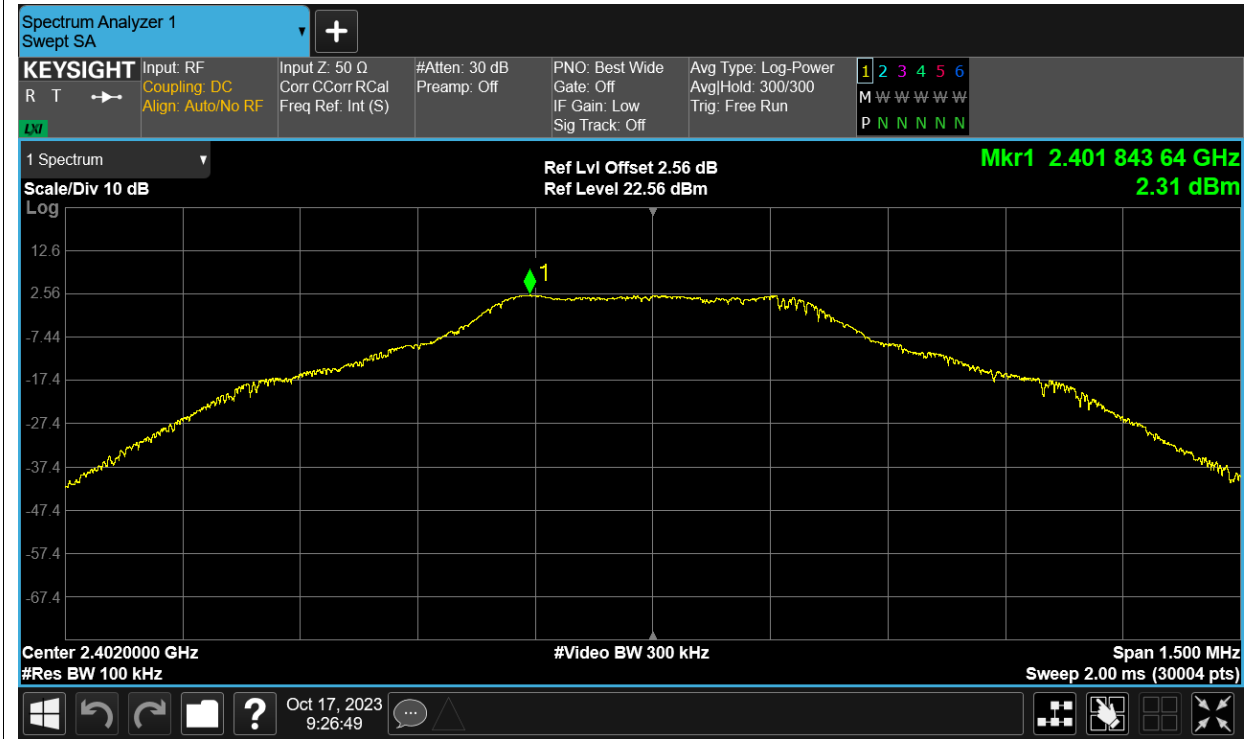 Spectrum Analyzer 1
Swept SA
KEYSIGHT
R T
LXI
Input: RF
Coupling: DC
Align: Auto/No RF
Input Z: 50 Ω
Corr CCorr RCal
Freq Ref: Int (S)
#Atten: 30 dB
Preamp: Off
PNO: Best Wide
Gate: Off
IF Gain: Low
Sig Track: Off
Avg Type: Log-Power
Avg|Hold: 300/300
Trig: Free Run
1 2 3 4 5 6
M W W W W W
P N N N N N
1 Spectrum
Scale/Div 10 dB
Ref Lvl Offset 2.56 dB
Ref Level 22.56 dBm
Mkr1 2.401 843 64 GHz
2.31 dBm
Log
12.6
2.56
-7.44
-17.4
-27.4
-37.4
-47.4
-57.4
-67.4
1
Center 2.4020000 GHz
#Res BW 100 kHz
#Video BW 300 kHz
Span 1.500 MHz
Sweep 2.00 ms (30004 pts)
?
Oct 17, 2023
9:26:49